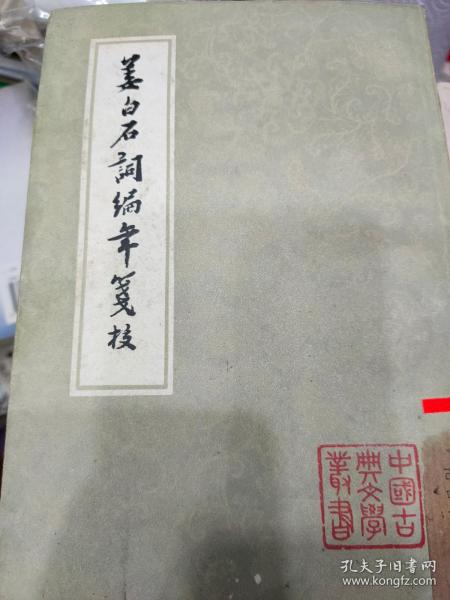 姜白石詞編年箋校
中國古
典文學
叢書
孔夫子旧书网
www.kongfz.com